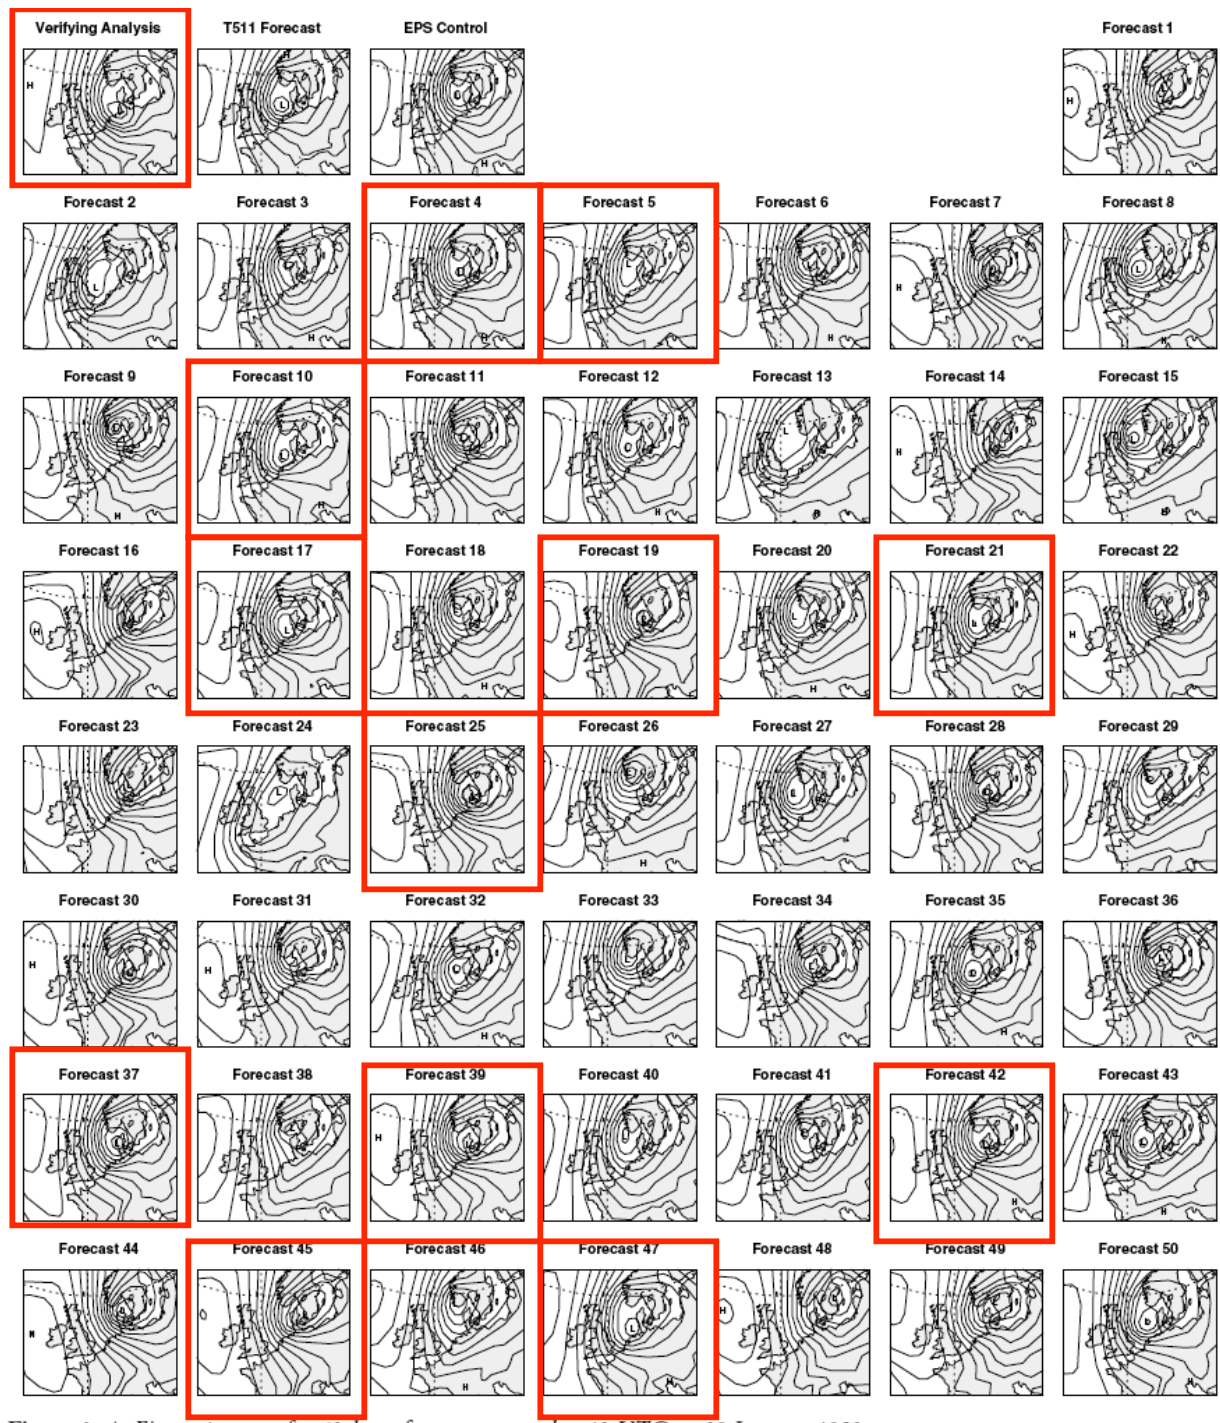 Verifying Analysis T511 Forecast EPS Control Forecast 1
Forecast 2 Forecast 3 Forecast 4 Forecast 5 Forecast 6 Forecast 7 Forecast 8
Forecast 9 Forecast 10 Forecast 11 Forecast 12 Forecast 13 Forecast 14 Forecast 15
Forecast 16 Forecast 17 Forecast 18 Forecast 19 Forecast 20 Forecast 21 Forecast 22
Forecast 23 Forecast 24 Forecast 25 Forecast 26 Forecast 27 Forecast 28 Forecast 29
Forecast 30 Forecast 31 Forecast 32 Forecast 33 Forecast 34 Forecast 35 Forecast 36
Forecast 37 Forecast 38 Forecast 39 Forecast 40 Forecast 41 Forecast 42 Forecast 43
Forecast 44 Forecast 45 Forecast 46 Forecast 47 Forecast 48 Forecast 49 Forecast 50